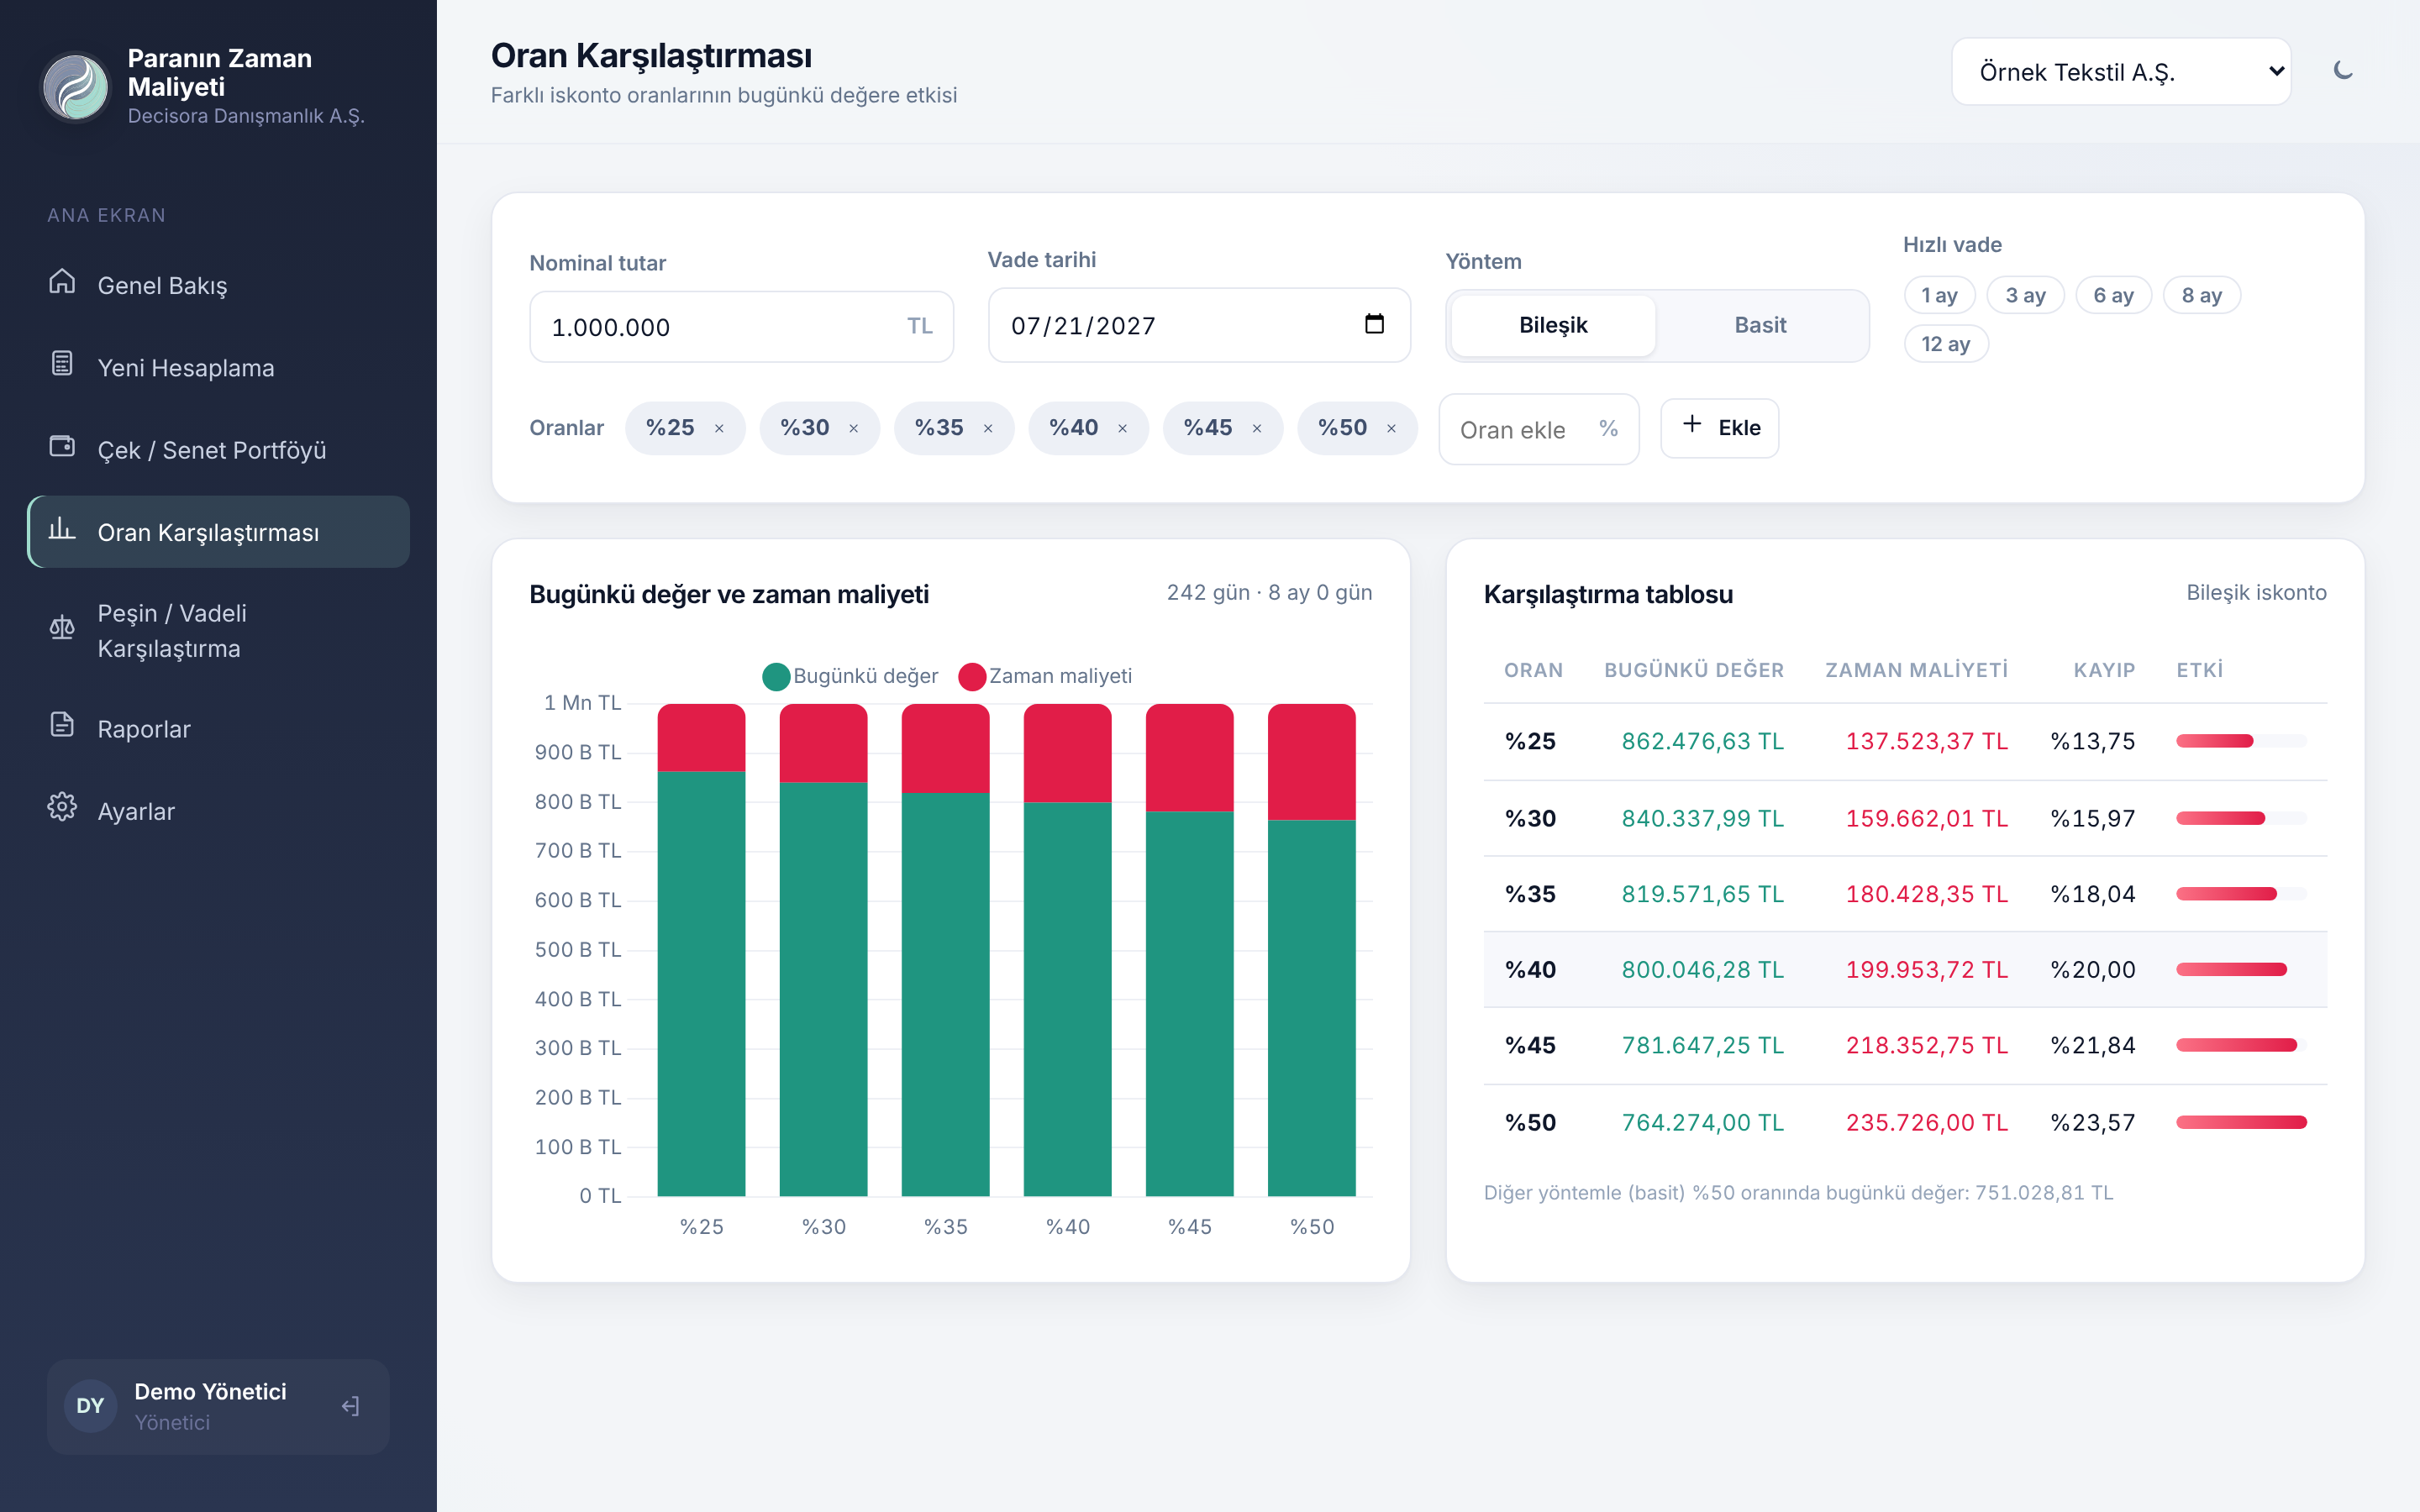 Paranın Zaman
Maliyeti
Decisora Danışmanlık A.Ş.
ANA EKRAN
Genel Bakış
Yeni Hesaplama
Çek / Senet Portföyü
Oran Karşılaştırması
Peşin / Vadeli
Karşılaştırma
Raporlar
Ayarlar
DY
Demo Yönetici
Yönetici
Oran Karşılaştırması
Farklı iskonto oranlarının bugünkü değere etkisi
Örnek Tekstil A.Ş.
Nominal tutar
1.000.000 TL
Vade tarihi
07/21/2027
Yöntem
Bileşik Basit
Hızlı vade
1 ay 3 ay 6 ay 8 ay
12 ay
Oranlar %25 × %30 × %35 × %40 × %45 × %50 × Oran ekle % + Ekle
Bugünkü değer ve zaman maliyeti 242 gün · 8 ay 0 gün
Bugünkü değer Zaman maliyeti
1 Mn TL
900 B TL
800 B TL
700 B TL
600 B TL
500 B TL
400 B TL
300 B TL
200 B TL
100 B TL
0 TL
%25 %30 %35 %40 %45 %50
Karşılaştırma tablosu Bileşik iskonto
ORAN BUGÜNKÜ DEĞER ZAMAN MALİYETİ KAYIP ETKİ
%25 862.476,63 TL 137.523,37 TL %13,75
%30 840.337,99 TL 159.662,01 TL %15,97
%35 819.571,65 TL 180.428,35 TL %18,04
%40 800.046,28 TL 199.953,72 TL %20,00
%45 781.647,25 TL 218.352,75 TL %21,84
%50 764.274,00 TL 235.726,00 TL %23,57
Diğer yöntemle (basit) %50 oranında bugünkü değer: 751.028,81 TL